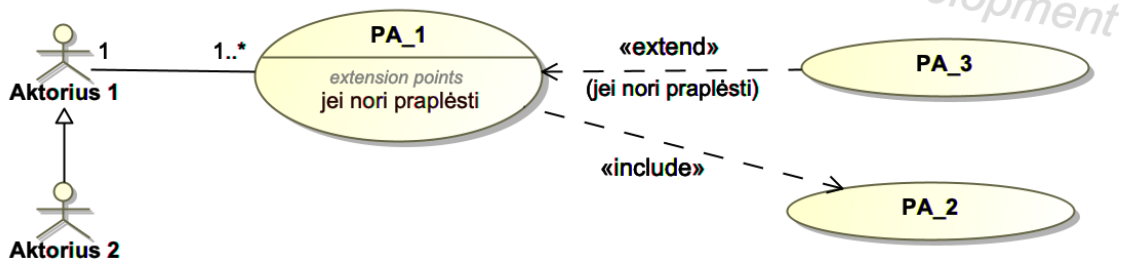 elopment
PA_1
«extend»
PA_3
1
1..*
extension points
jei nori praplėsti
(jei nori praplėsti)
Aktorius 1
«include»
PA_2
Aktorius 2